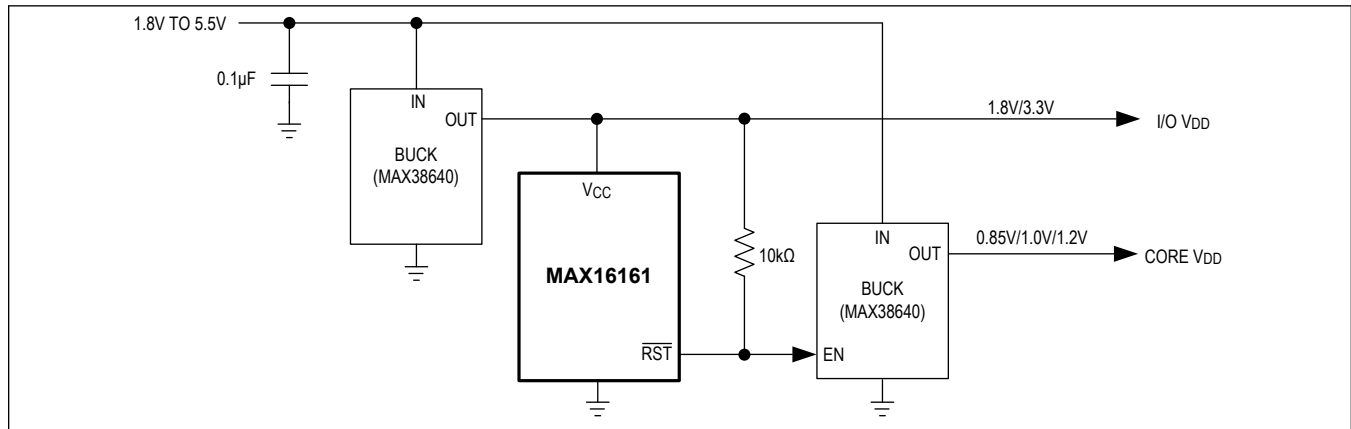 1.8V TO 5.5V
0.1µF
IN
OUT
BUCK
(MAX38640)
1.8V/3.3V
I/O VDD
VCC
MAX16161
RST
10kΩ
IN
OUT
0.85V/1.0V/1.2V
CORE VDD
BUCK
(MAX38640)
EN